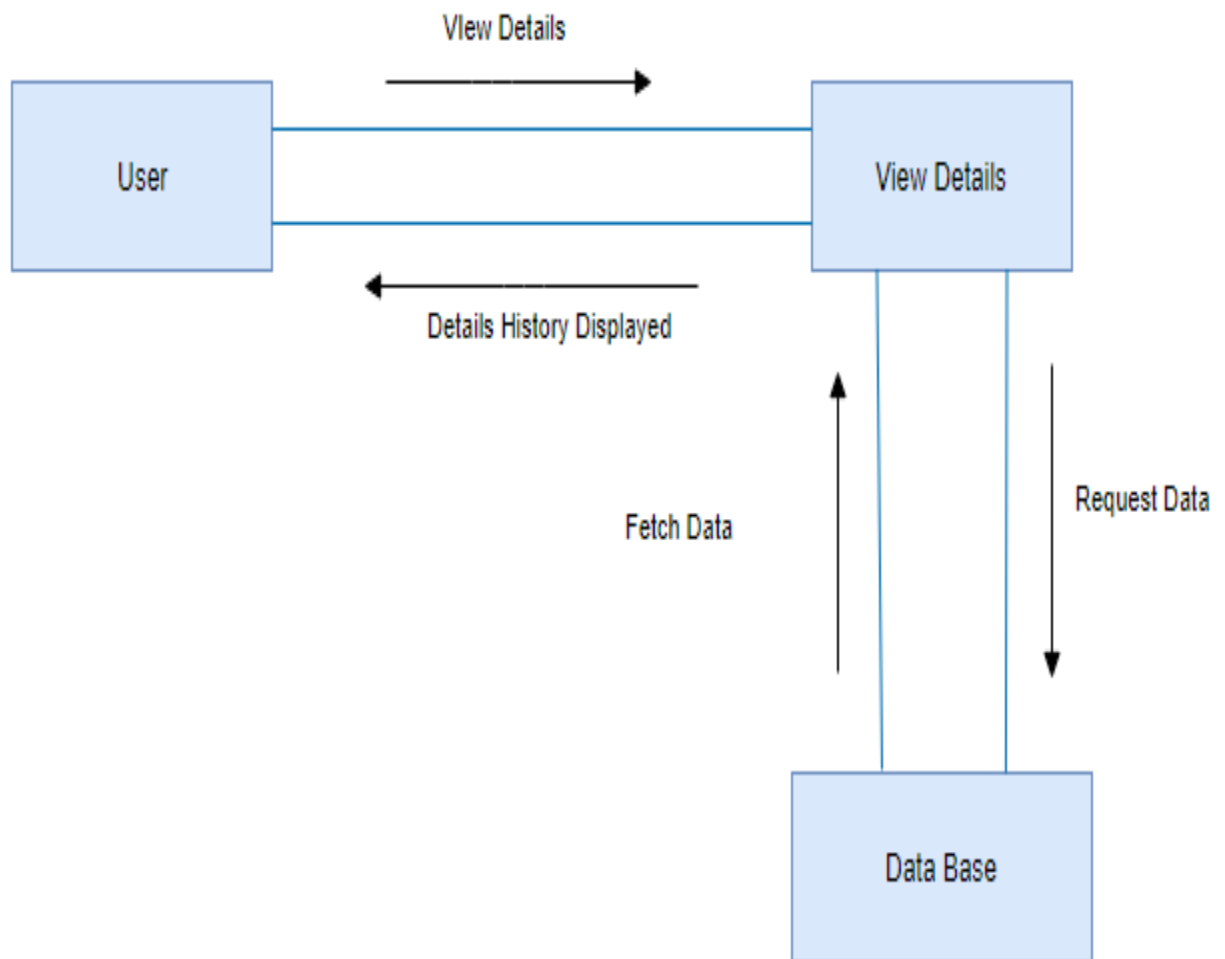 VIew Details
User
View Details
Details History Displayed
Request Data
Fetch Data
Data Base